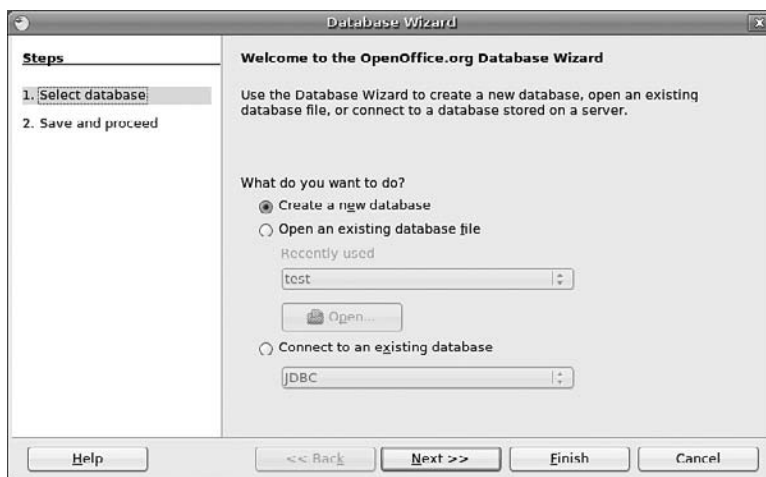 Database Wizard
Steps
1. Select database
2. Save and proceed
Welcome to the OpenOffice.org Database Wizard
Use the Database Wizard to create a new database, open an existing
database file, or connect to a database stored on a server.
What do you want to do?
Create a new database
Open an existing database file
Recently used
test
Open...
Connect to an existing database
JDBC
Help
<< Back
Next >>
Finish
Cancel